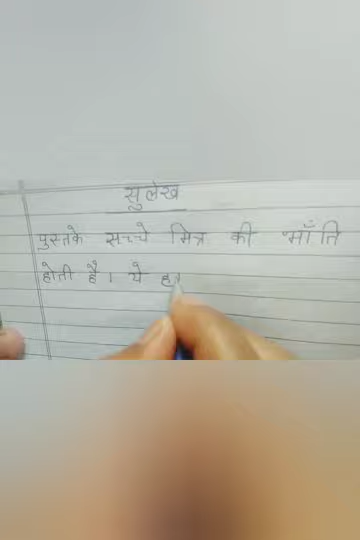 सुलेख
पुस्तके सच्चे मित्र की भाँति
होती हैं। ये